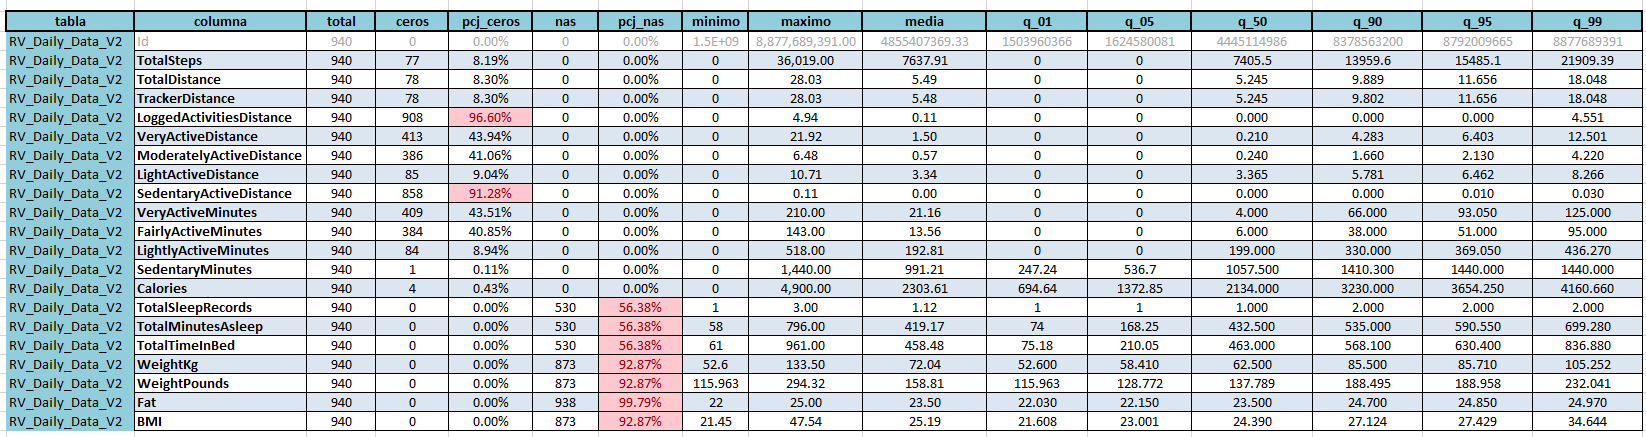 tabla columna total ceros pcj_ceros nas pcj_nas minimo maximo media q_01 q_05 q_50 q_90 q_95 q_99
RV_Daily_Data_V2 Id 940 0 0.00% 0 0.00% 1.5E+09 8,877,689,391.00 4855407369.33 1503960366 1624580081 4445114986 8378563200 8792009665 8877689391
RV_Daily_Data_V2 TotalSteps 940 77 8.19% 0 0.00% 0 36,019.00 7637.91 0 0 7405.5 13959.6 15485.1 21909.39
RV_Daily_Data_V2 TotalDistance 940 78 8.30% 0 0.00% 0 28.03 5.49 0 0 5.245 9.889 11.656 18.048
RV_Daily_Data_V2 TrackerDistance 940 78 8.30% 0 0.00% 0 28.03 5.48 0 0 5.245 9.802 11.656 18.048
RV_Daily_Data_V2 LoggedActivitiesDistance 940 908 96.60% 0 0.00% 0 4.94 0.11 0 0 0.000 0.000 0.000 4.551
RV_Daily_Data_V2 VeryActiveDistance 940 413 43.94% 0 0.00% 0 21.92 1.50 0 0 0.210 4.283 6.403 12.501
RV_Daily_Data_V2 ModeratelyActiveDistance 940 386 41.06% 0 0.00% 0 6.48 0.57 0 0 0.240 1.660 2.130 4.220
RV_Daily_Data_V2 LightActiveDistance 940 85 9.04% 0 0.00% 0 10.71 3.34 0 0 3.365 5.781 6.462 8.266
RV_Daily_Data_V2 SedentaryActiveDistance 940 858 91.28% 0 0.00% 0 0.11 0.00 0 0 0.000 0.000 0.010 0.030
RV_Daily_Data_V2 VeryActiveMinutes 940 409 43.51% 0 0.00% 0 210.00 21.16 0 0 4.000 66.000 93.050 125.000
RV_Daily_Data_V2 FairlyActiveMinutes 940 384 40.85% 0 0.00% 0 143.00 13.56 0 0 6.000 38.000 51.000 95.000
RV_Daily_Data_V2 LightlyActiveMinutes 940 84 8.94% 0 0.00% 0 518.00 192.81 0 0 199.000 330.000 369.050 436.270
RV_Daily_Data_V2 SedentaryMinutes 940 1 0.11% 0 0.00% 0 1,440.00 991.21 247.24 536.7 1057.500 1410.300 1440.000 1440.000
RV_Daily_Data_V2 Calories 940 4 0.43% 0 0.00% 0 4,900.00 2303.61 694.64 1372.85 2134.000 3230.000 3654.250 4160.660
RV_Daily_Data_V2 TotalSleepRecords 940 0 0.00% 530 56.38% 1 3.00 1.12 1 1 1.000 2.000 2.000 2.000
RV_Daily_Data_V2 TotalMinutesAsleep 940 0 0.00% 530 56.38% 58 796.00 419.17 74 168.25 432.500 535.000 590.550 699.280
RV_Daily_Data_V2 TotalTimeInBed 940 0 0.00% 530 56.38% 61 961.00 458.48 75.18 210.05 463.000 568.100 630.400 836.880
RV_Daily_Data_V2 WeightKg 940 0 0.00% 873 92.87% 52.6 133.50 72.04 52.600 58.410 62.500 85.100 85.710 105.252
RV_Daily_Data_V2 WeightPounds 940 0 0.00% 873 92.87% 115.963 294.32 158.81 115.963 128.772 137.789 188.495 188.958 232.041
RV_Daily_Data_V2 Fat 940 0 0.00% 938 99.79% 22 25.00 23.50 22.030 22.150 23.500 24.700 24.850 24.970
RV_Daily_Data_V2 BMI 940 0 0.00% 873 92.87% 21.45 47.54 25.19 21.608 23.001 24.390 27.124 27.429 34.644